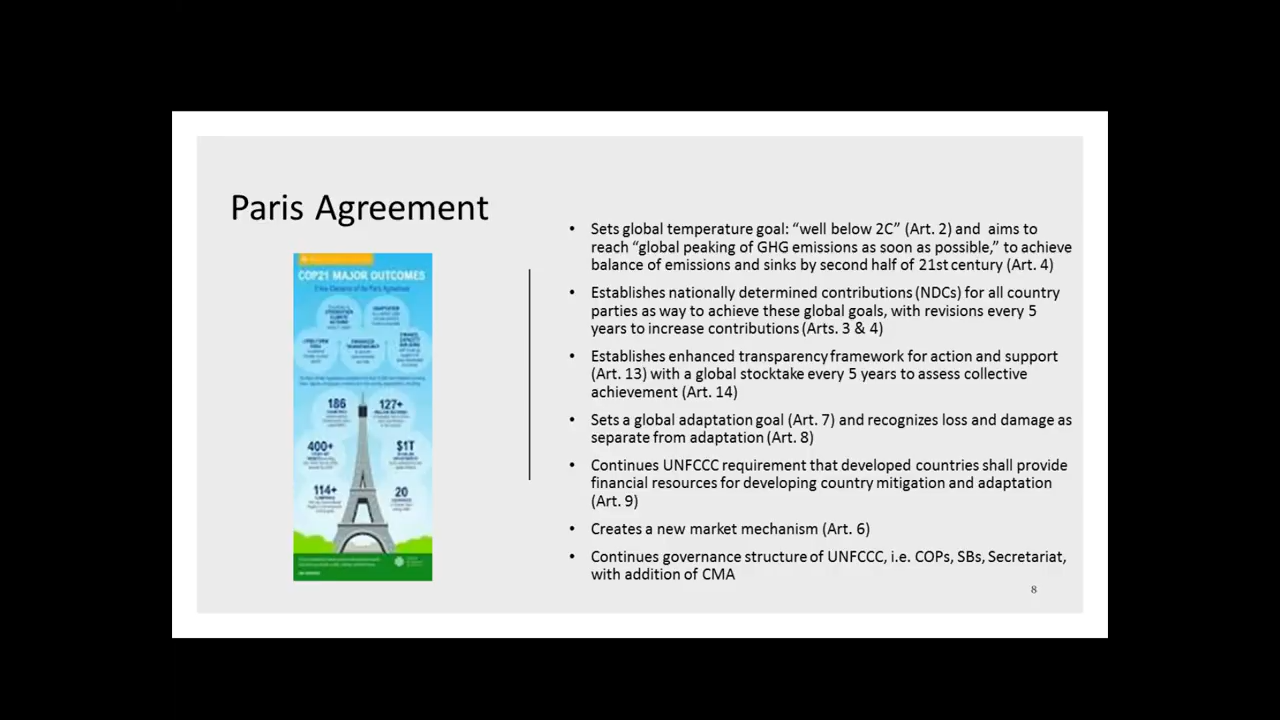 Paris Agreement
COP21 MAJOR OUTCOMES
186
127+
400+
$1T
114+
20
• Sets global temperature goal: “well below 2C” (Art. 2) and  aims to
reach “global peaking of GHG emissions as soon as possible,” to achieve
balance of emissions and sinks by second half of 21st century (Art. 4)
• Establishes nationally determined contributions (NDCs) for all country
parties as way to achieve these global goals, with revisions every 5
years to increase contributions (Arts. 3 & 4)
• Establishes enhanced transparency framework for action and support
(Art. 13) with a global stocktake every 5 years to assess collective
achievement (Art. 14)
• Sets a global adaptation goal (Art. 7) and recognizes loss and damage as
separate from adaptation (Art. 8)
• Continues UNFCCC requirement that developed countries shall provide
financial resources for developing country mitigation and adaptation
(Art. 9)
• Creates a new market mechanism (Art. 6)
• Continues governance structure of UNFCCC, i.e. COPs, SBs, Secretariat,
with addition of CMA
8